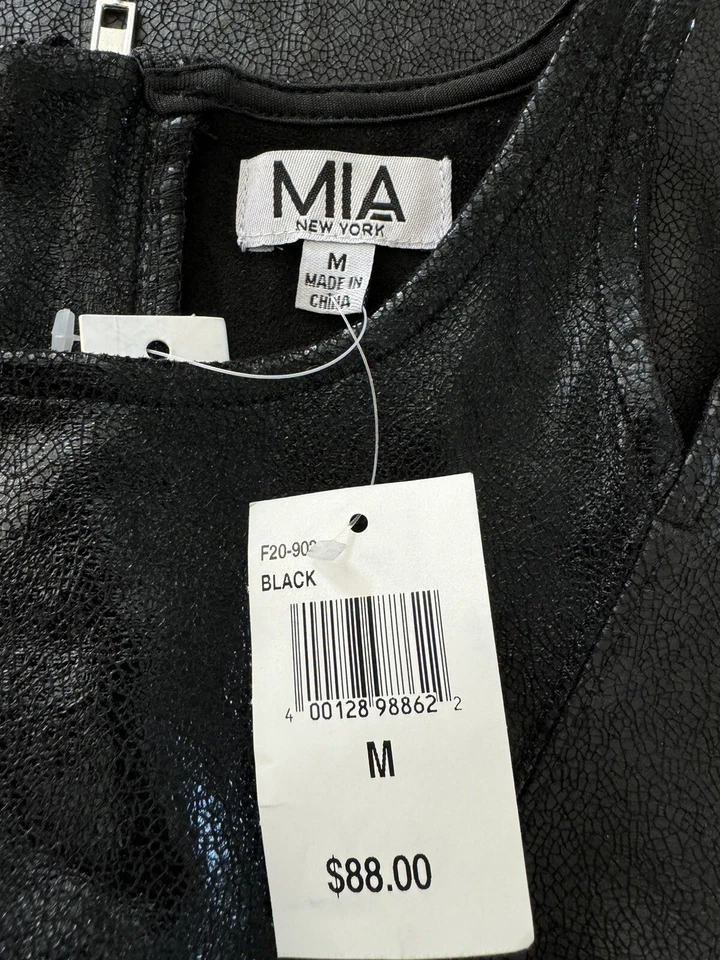 MIA
NEW YORK
M
MADE IN
CHINA
BLACK
4 00128 98862 2
M
$88.00